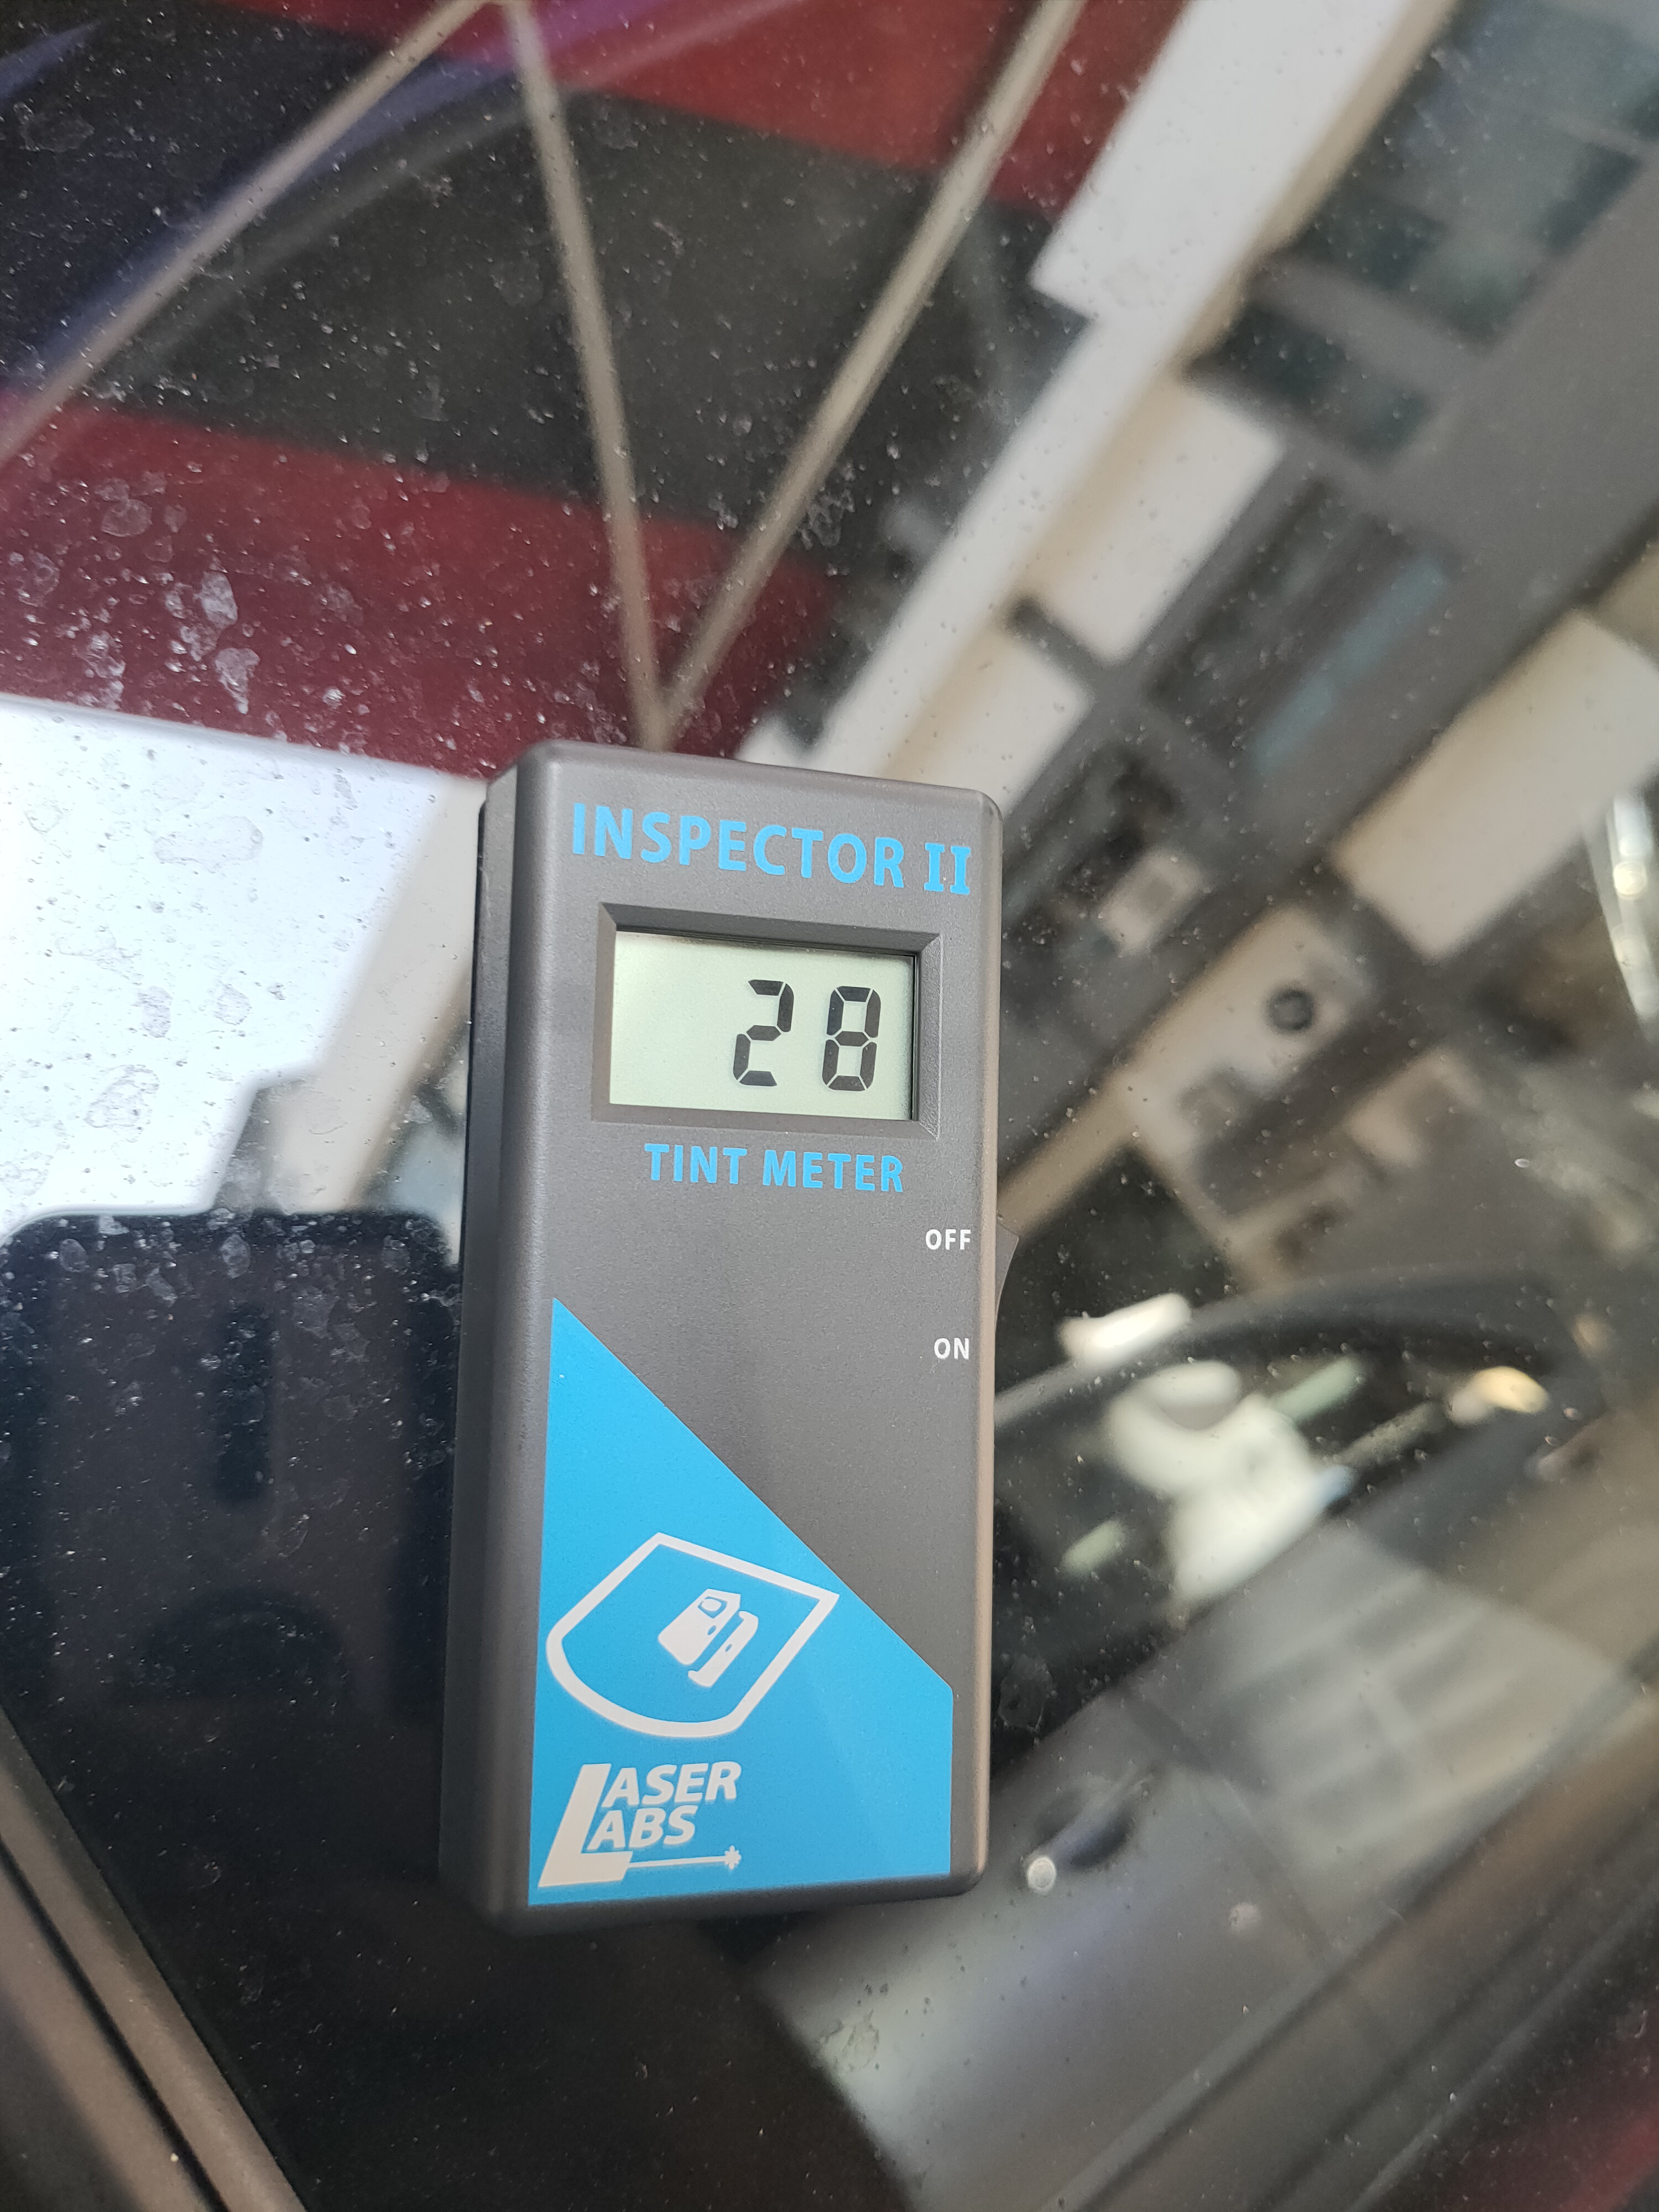 INSPECTOR II
28
TINT METER
OFF
ON
LASER
LABS